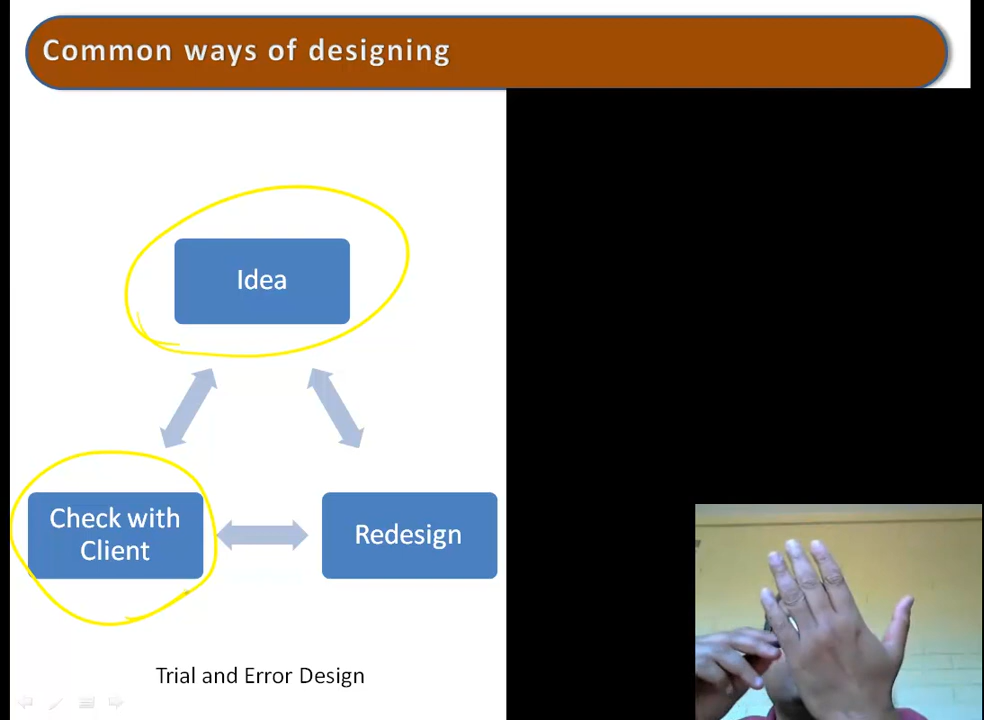 Common ways of designing
Idea
Check with
Client
Redesign
Trial and Error Design